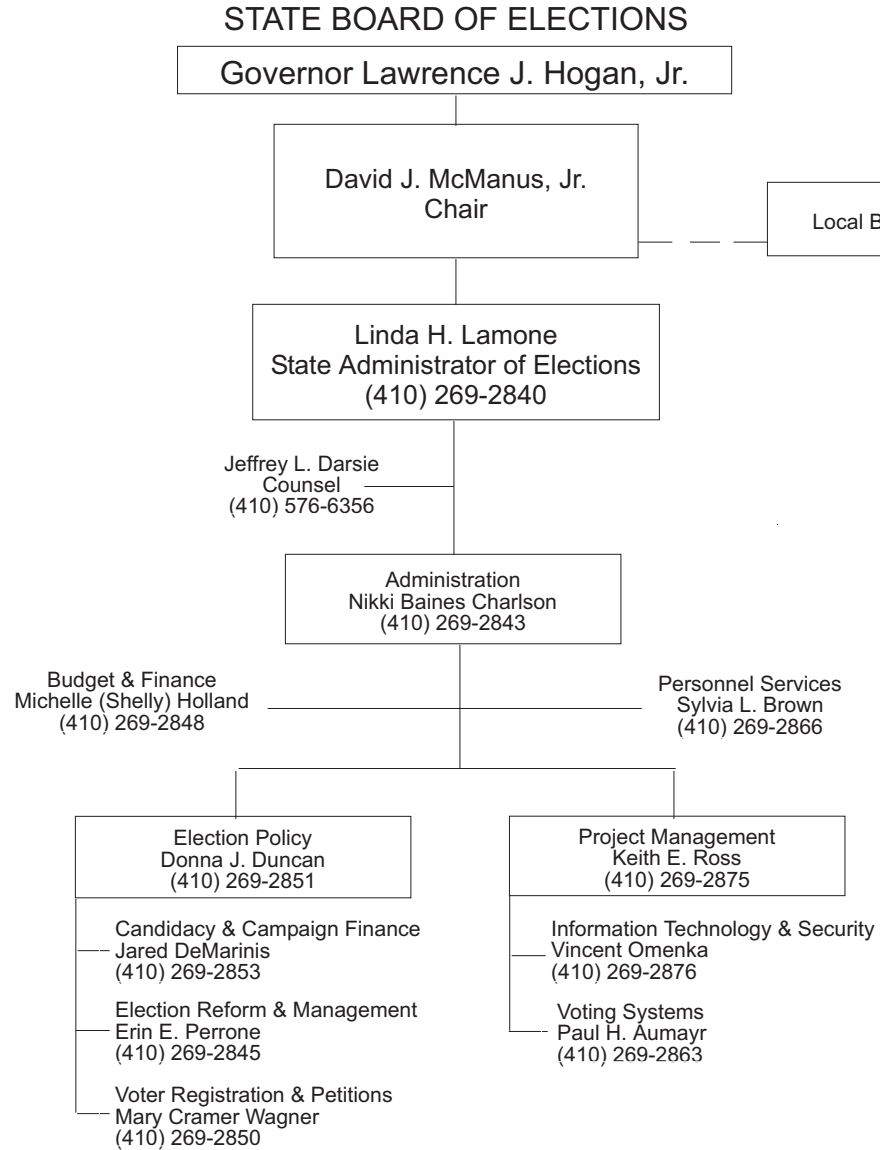 STATE BOARD OF ELECTIONS
Governor Lawrence J. Hogan, Jr.
David J. McManus, Jr.
Chair
Local B
Linda H. Lamone
State Administrator of Elections
(410) 269-2840
Jeffrey L. Darsie
Counsel
(410) 576-6356
Administration
Nikki Baines Charlson
(410) 269-2843
Budget & Finance
Michelle (Shelly) Holland
(410) 269-2848
Personnel Services
Sylvia L. Brown
(410) 269-2866
Election Policy
Donna J. Duncan
(410) 269-2851
Candidacy & Campaign Finance
Jared DeMarinis
(410) 269-2853
Election Reform & Management
Erin E. Perrone
(410) 269-2845
Voter Registration & Petitions
Mary Cramer Wagner
(410) 269-2850
Project Management
Keith E. Ross
(410) 269-2875
Information Technology & Security
Vincent Omenka
(410) 269-2876
Voting Systems
Paul H. Aumayr
(410) 269-2863